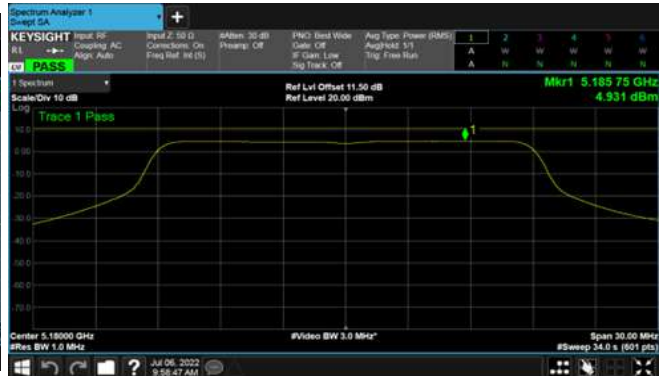 Spectrum Analyzer 1
Swept SA
KEYSIGHT
RL
Input: RF
Coupling: AC
Align: Auto
Input Z: 50 Ω
Corrections: On
Freq Ref: Int (S)
#Atten: 30 dB
Preamp: Off
PNO: Best Wide
Gate: Off
IF Gain: Low
Sig Track: Off
Avg Type: Power (RMS)
Avg|Hold: 1/1
Trig: Free Run
1 2 3 4 5 6
A W W W W W
A N N N N N
PASS
1 Spectrum
Scale/Div 10 dB
Ref Lvl Offset 11.50 dB
Ref Level 20.00 dBm
Mkr1 5.185 75 GHz
4.931 dBm
Log
Trace 1 Pass
10.0
0.00
-10.0
-20.0
-30.0
-40.0
-50.0
-60.0
-70.0
1
Center 5.18000 GHz
#Res BW 1.0 MHz
#Video BW 3.0 MHz*
Span 30.00 MHz
#Sweep 34.0 s (601 pts)
Jul 06, 2022
9:58:47 AM